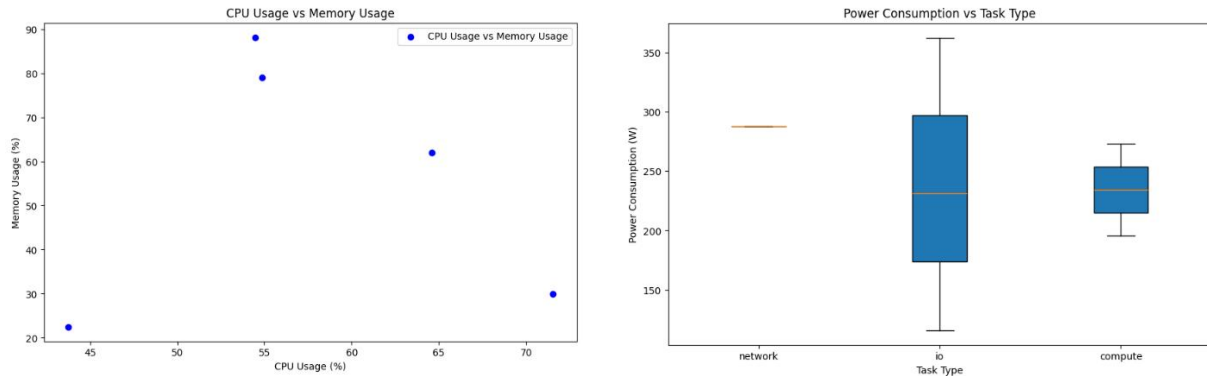 CPU Usage vs Memory Usage
CPU Usage vs Memory Usage
90
80
70
60
50
40
30
20
Memory Usage (%)
45
50
55
60
65
70
CPU Usage (%)
Power Consumption vs Task Type
350
300
250
200
150
Power Consumption (W)
network
io
compute
Task Type